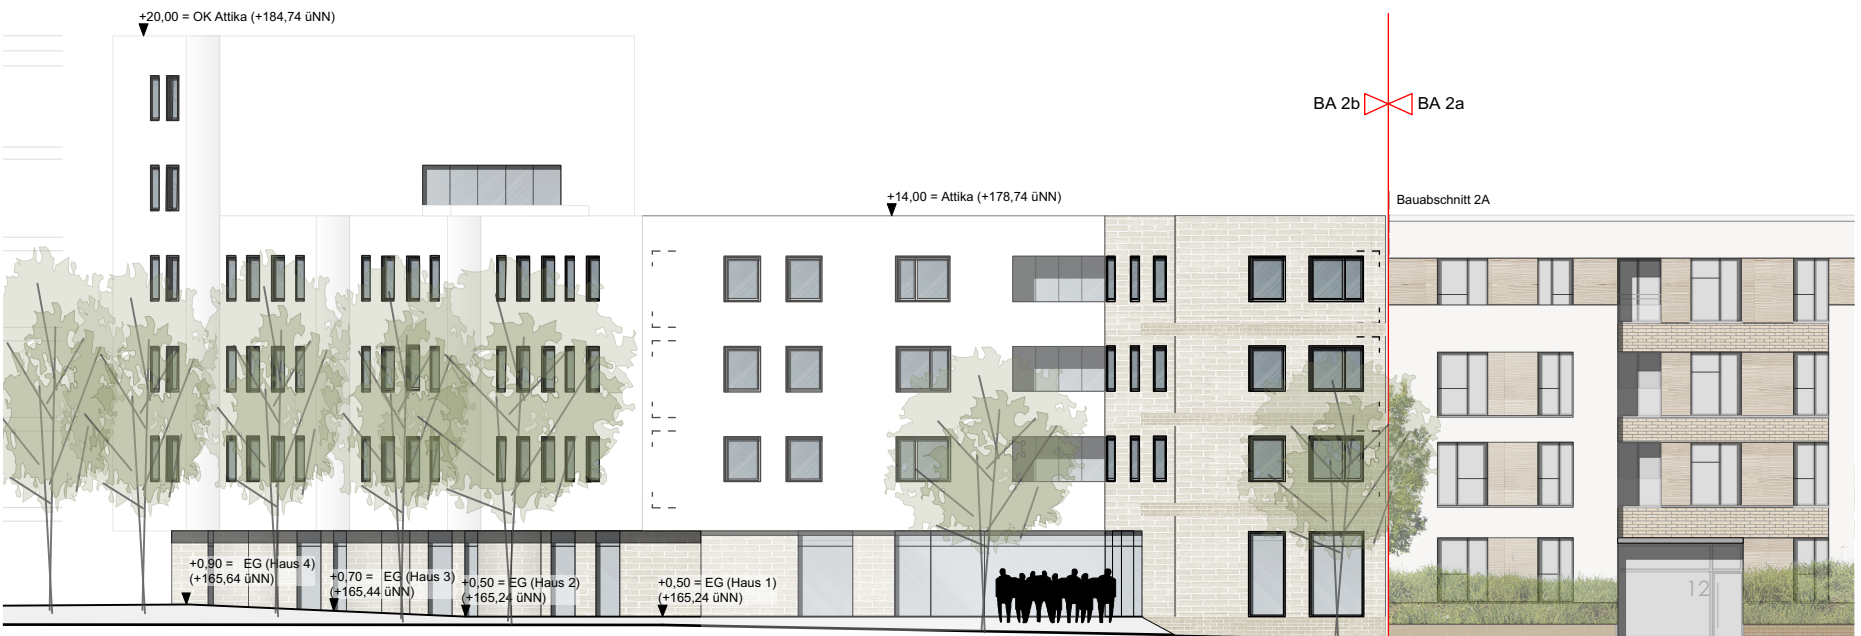 +20,00 = OK Attika (+184,74 üNN)
BA 2b
BA 2a
+14,00 = Attika (+178,74 üNN)
Bauabschnitt 2A
+0,90 = EG (Haus 4)
(+165,64 üNN)
+0,70 = EG (Haus 3)
(+165,44 üNN)
+0,50 = EG (Haus 2)
(+165,24 üNN)
+0,50 = EG (Haus 1)
(+165,24 üNN)
12